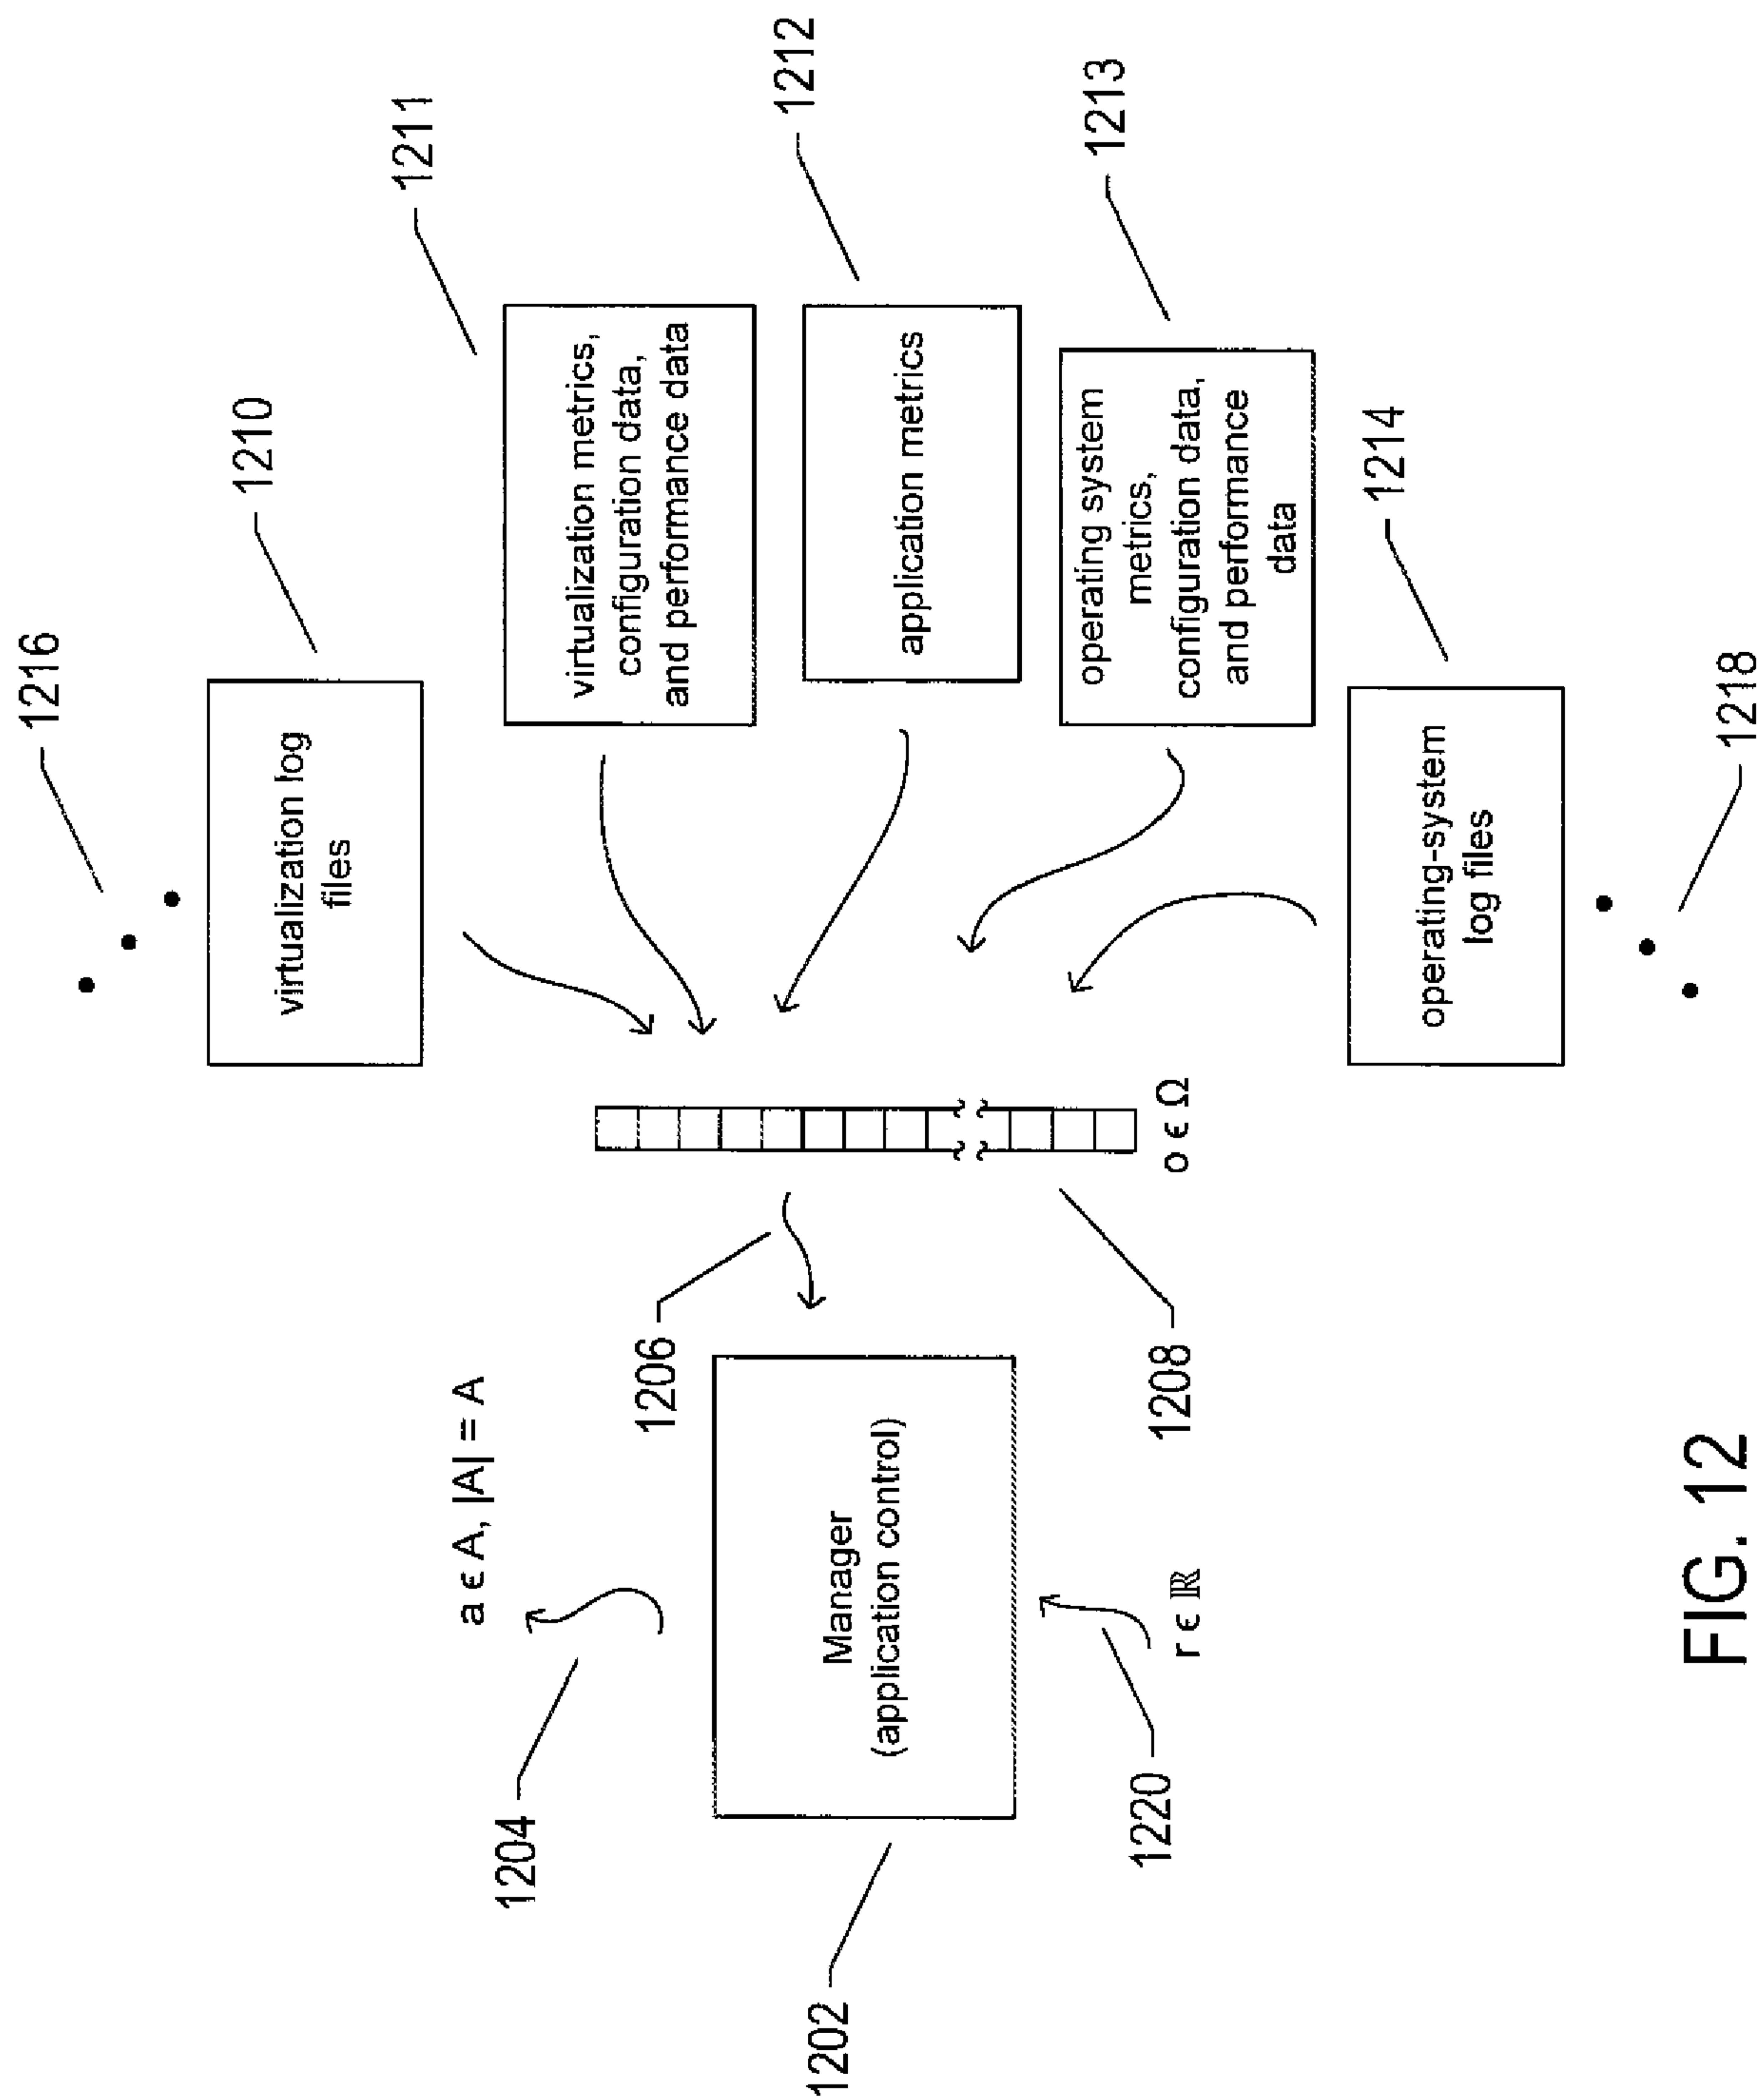 1216
1210
virtualization log
files
1211
virtualization metrics,
configuration data,
and performance data
1212
application metrics
1213
operating system
metrics,
configuration data,
and performance
data
1214
operating-system
log files
1218
a ϵ A, |A| = A
1204
1206
1208
o ϵ Ω
Manager
(application control)
1202
1220
r ϵ ℝ
FIG. 12